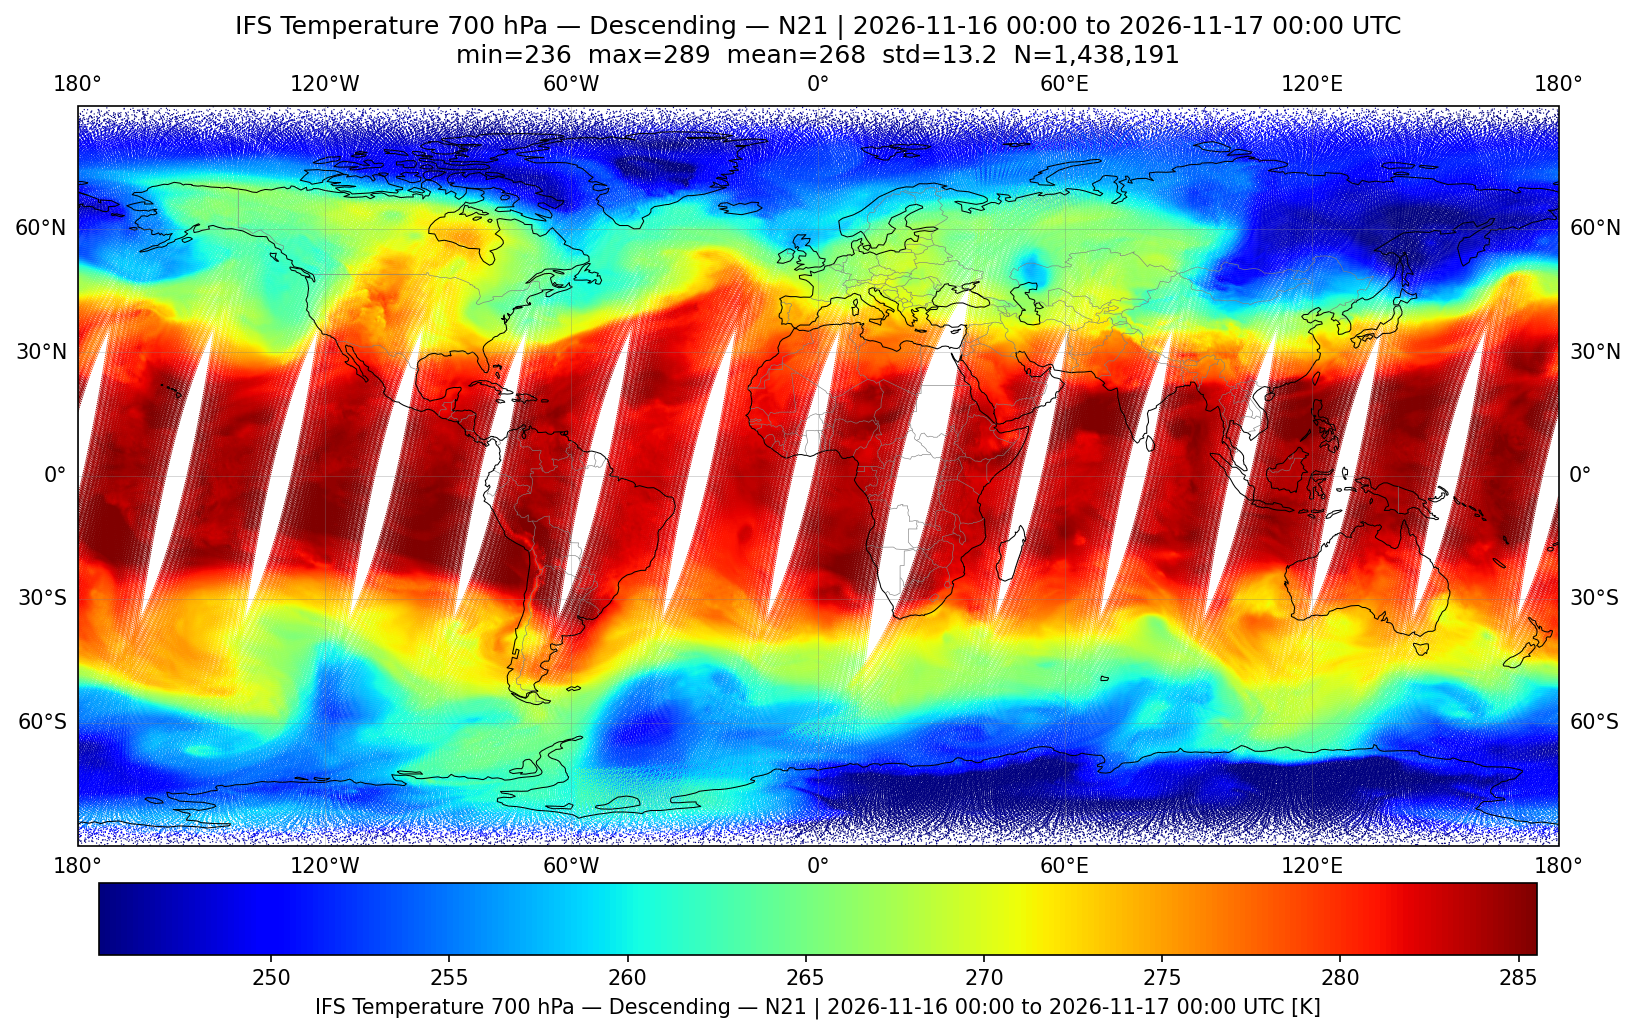 IFS Temperature 700 hPa — Descending — N21 | 2026-11-16 00:00 to 2026-11-17 00:00 UTC
min=236 max=289 mean=268 std=13.2 N=1,438,191
180° 120°W 60°W 0° 60°E 120°E 180°
60°N 60°N
30°N 30°N
0° 0°
30°S 30°S
60°S 60°S
180° 120°W 60°W 0° 60°E 120°E 180°
250 255 260 265 270 275 280 285
IFS Temperature 700 hPa — Descending — N21 | 2026-11-16 00:00 to 2026-11-17 00:00 UTC [K]